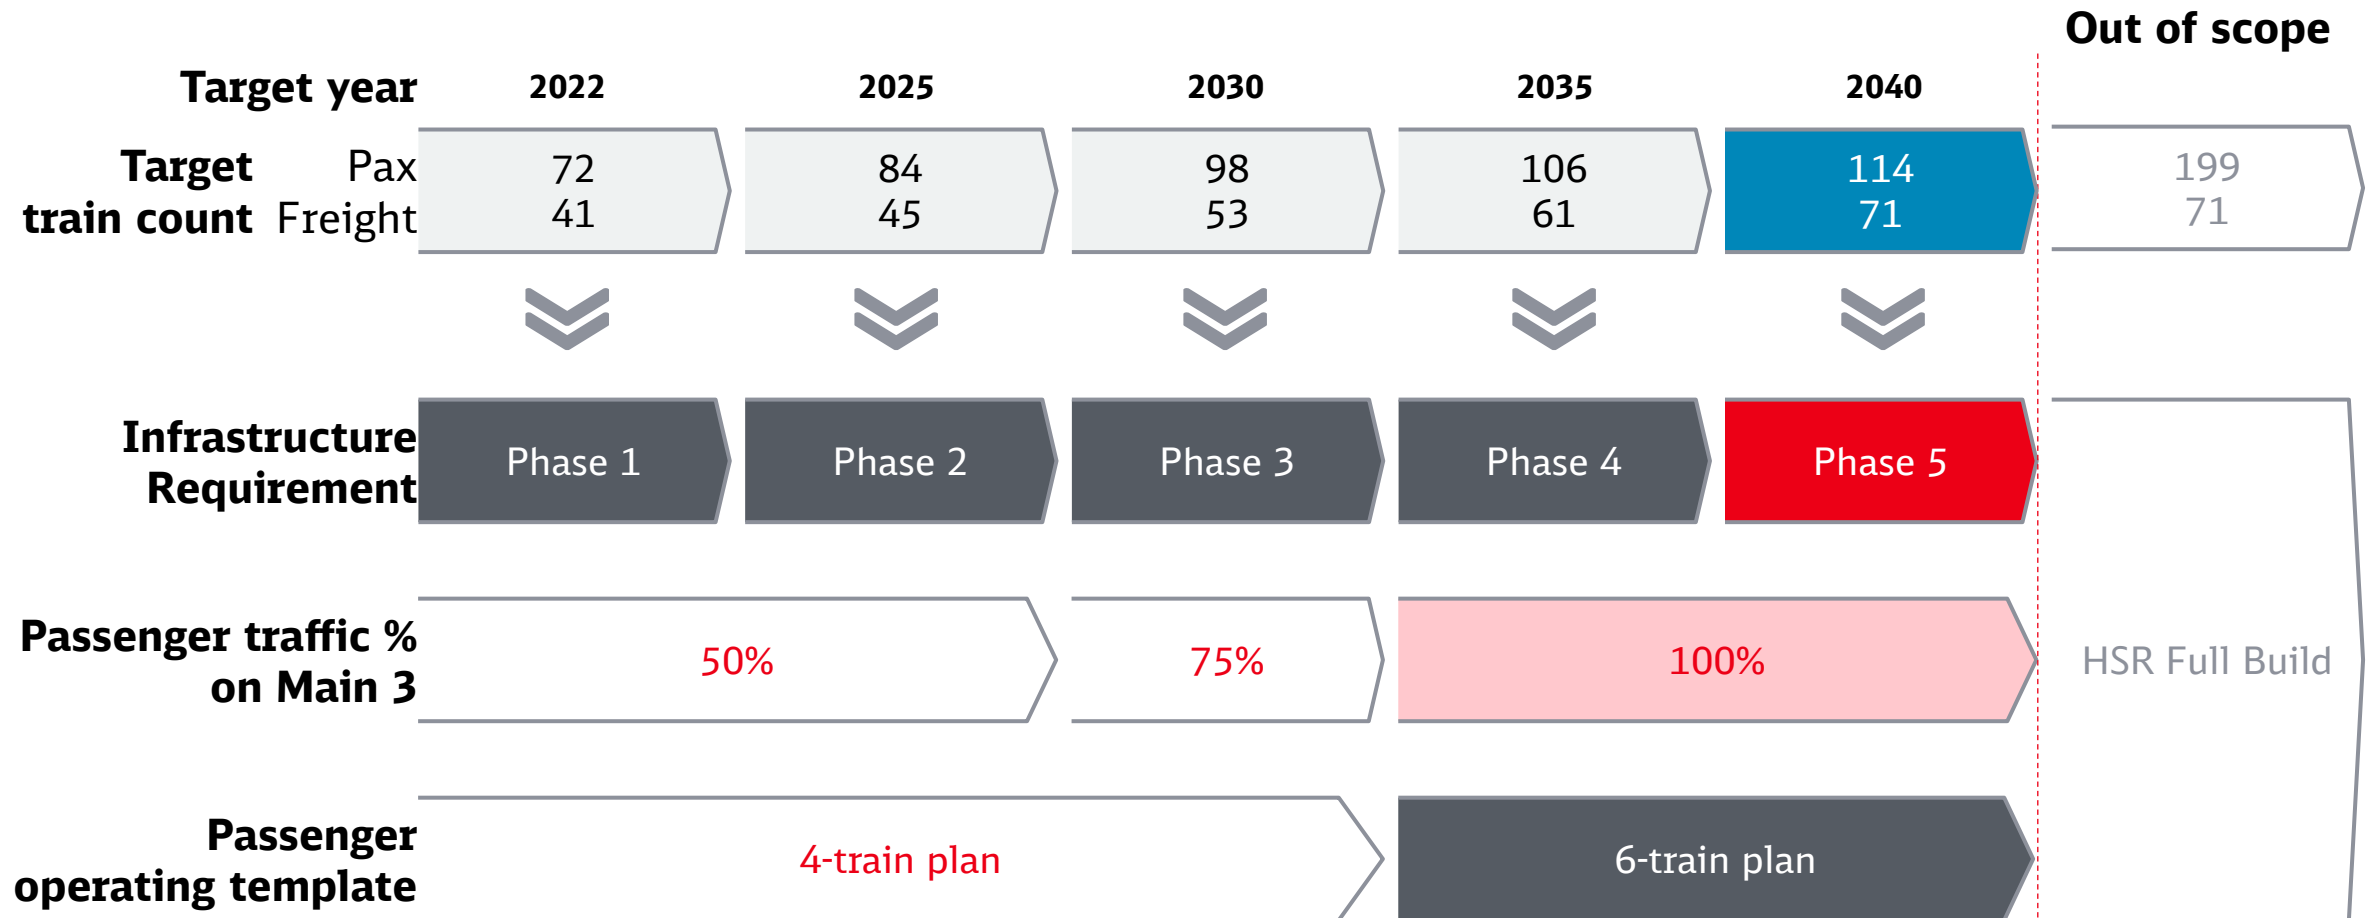 Out of scope
Target year 2022 2025 2030 2035 2040
Target train count
Pax 72 84 98 106 114 199
Freight 41 45 53 61 71 71
Infrastructure
Requirement
Phase 1 Phase 2 Phase 3 Phase 4 Phase 5
Passenger traffic %
on Main 3
50% 75% 100% HSR Full Build
Passenger
operating template
4-train plan 6-train plan